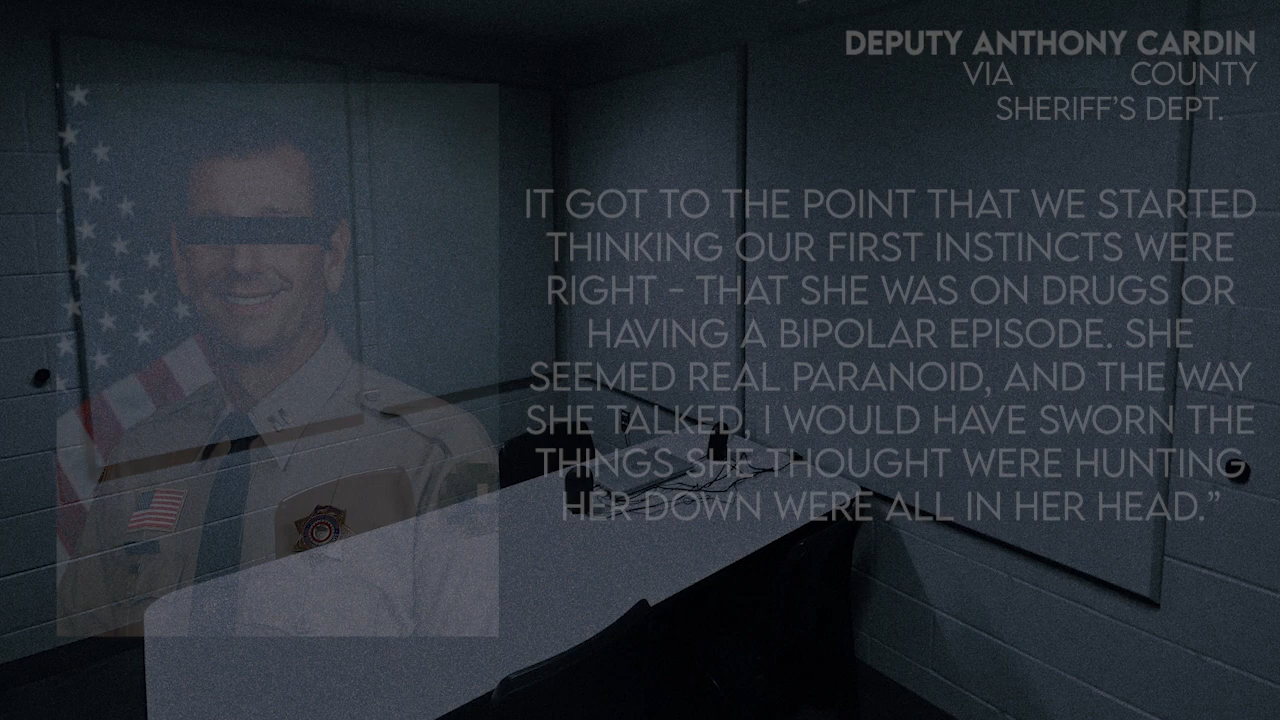 DEPUTY ANTHONY CARDIN
VIA COUNTY
SHERIFF'S DEPT.
IT GOT TO THE POINT THAT WE STARTED
THINKING OUR FIRST INSTINCTS WERE
RIGHT - THAT SHE WAS ON DRUGS OR
HAVING A BIPOLAR EPISODE. SHE
SEEMED REAL PARANOID, AND THE WAY
SHE TALKED, I WOULD HAVE SWORN THE
THINGS SHE THOUGHT WERE HUNTING
HER DOWN WERE ALL IN HER HEAD.”